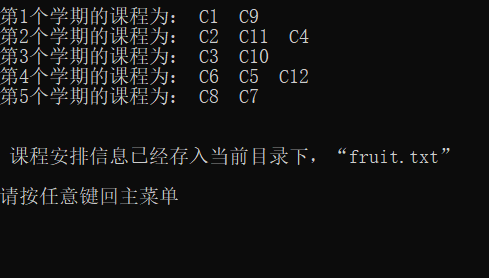 第1个学期的课程为： C1 C9
第2个学期的课程为： C2 C11 C4
第3个学期的课程为： C3 C10
第4个学期的课程为： C6 C5 C12
第5个学期的课程为： C8 C7
课程安排信息已经存入当前目录下，“fruit.txt”
请按任意键回主菜单